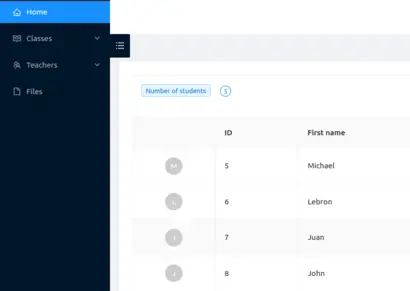 Home
Classes
Teachers
Files
Number of students 5
ID First name
M 5 Michael
L 6 Lebron
7 Juan
J 8 John